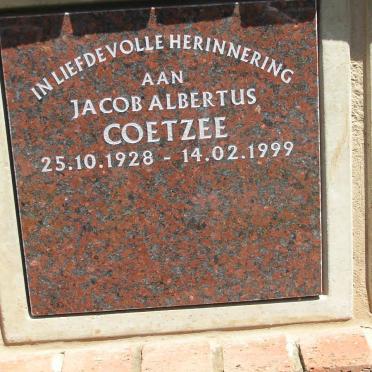 IN LIEFDEVOLLE HERINNERING
AAN
JACOB ALBERTUS
COETZEE
25.10.1928 - 14.02.1999